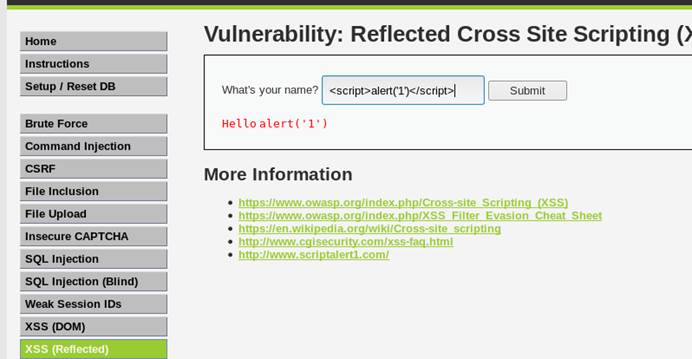 Vulnerability: Reflected Cross Site Scripting (
Home
Instructions
Setup / Reset DB
Brute Force
Command Injection
CSRF
File Inclusion
File Upload
Insecure CAPTCHA
SQL Injection
SQL Injection (Blind)
Weak Session IDs
XSS (DOM)
XSS (Reflected)
What's your name? <script>alert('1')</script> Submit
Hello alert('1')
More Information
https://www.owasp.org/index.php/Cross-site_Scripting_(XSS)
https://www.owasp.org/index.php/XSS_Filter_Evasion_Cheat_Sheet
https://en.wikipedia.org/wiki/Cross-site_scripting
http://www.cgisecurity.com/xss-faq.html
http://www.scriptalert1.com/